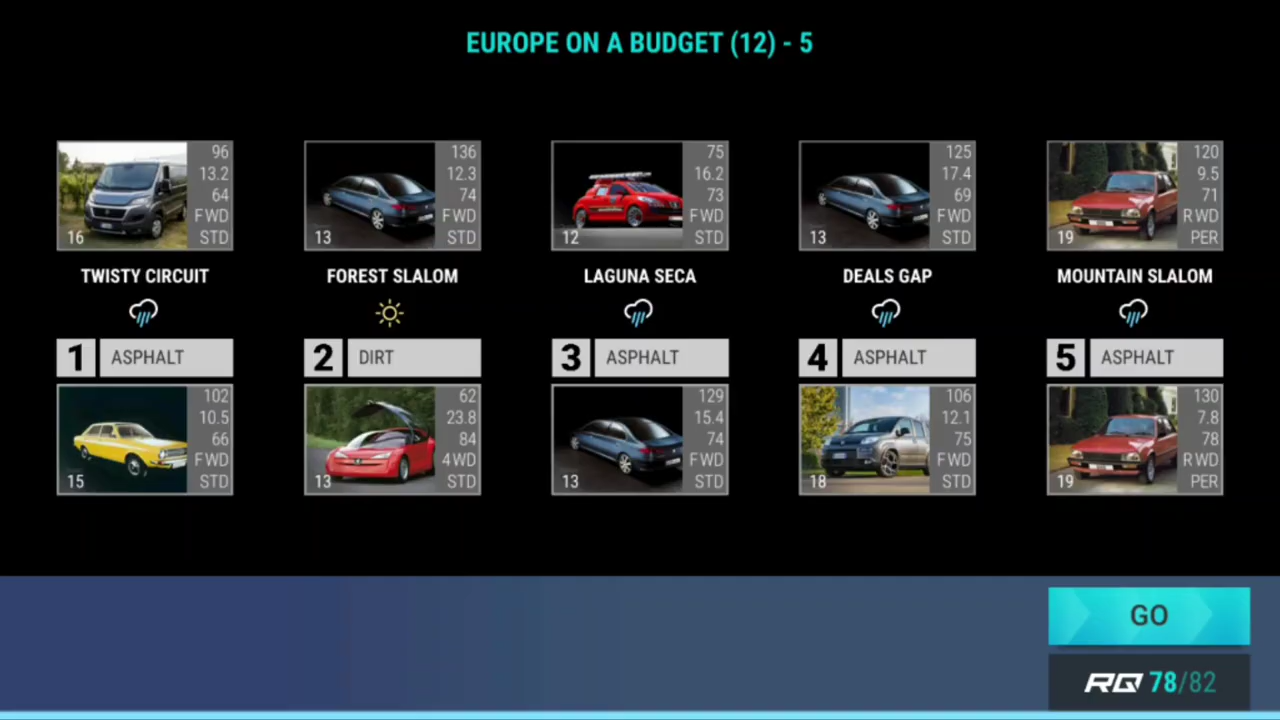 EUROPE ON A BUDGET (12) - 5
96
13.2
64
FWD
16 STD
136
12.3
74
FWD
13 STD
75
16.2
73
FWD
12 STD
125
17.4
69
FWD
13 STD
120
9.5
71
RWD
19 PER
TWISTY CIRCUIT
FOREST SLALOM
LAGUNA SECA
DEALS GAP
MOUNTAIN SLALOM
1 ASPHALT
2 DIRT
3 ASPHALT
4 ASPHALT
5 ASPHALT
102
10.5
66
FWD
15 STD
62
23.8
84
4WD
13 STD
129
15.4
74
FWD
13 STD
106
12.1
75
FWD
18 STD
130
7.8
78
RWD
19 PER
GO
RQ 78/82